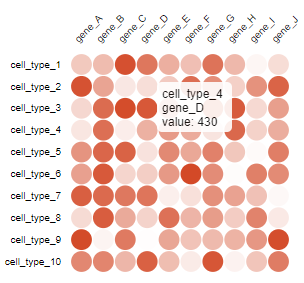 gene_A gene_B gene_C gene_D gene_E gene_F gene_G gene_H gene_I gene_J
cell_type_1
cell_type_2
cell_type_3
cell_type_4
cell_type_5
cell_type_6
cell_type_7
cell_type_8
cell_type_9
cell_type_10
cell_type_4
gene_D
value: 430